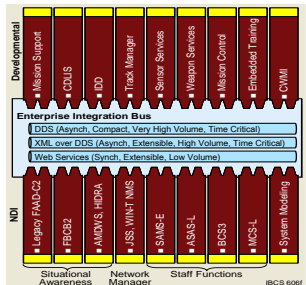 Developmental
Mission Support
CDLIS
IDD
Track Manager
Sensor Services
Weapon Services
Mission Control
Embedded Training
CWMI
Enterprise Integration Bus
DDS (Async, Compact, Very High Volume, Time Critical)
XML over DDS (Asynch, Extensible, High Volume, Time Critical)
Web Services (Synch, Extensible, Low Volume)
NDI
Legacy FAAD-C2
FBCB2
AMDWS, HIDRA
JSS, WIN-T NMS
SAMS-E
ASAS-L
BCS3
MCS-L
System Modeling
Situational Awareness
Network Manager
Staff Functions
IBCS 606f